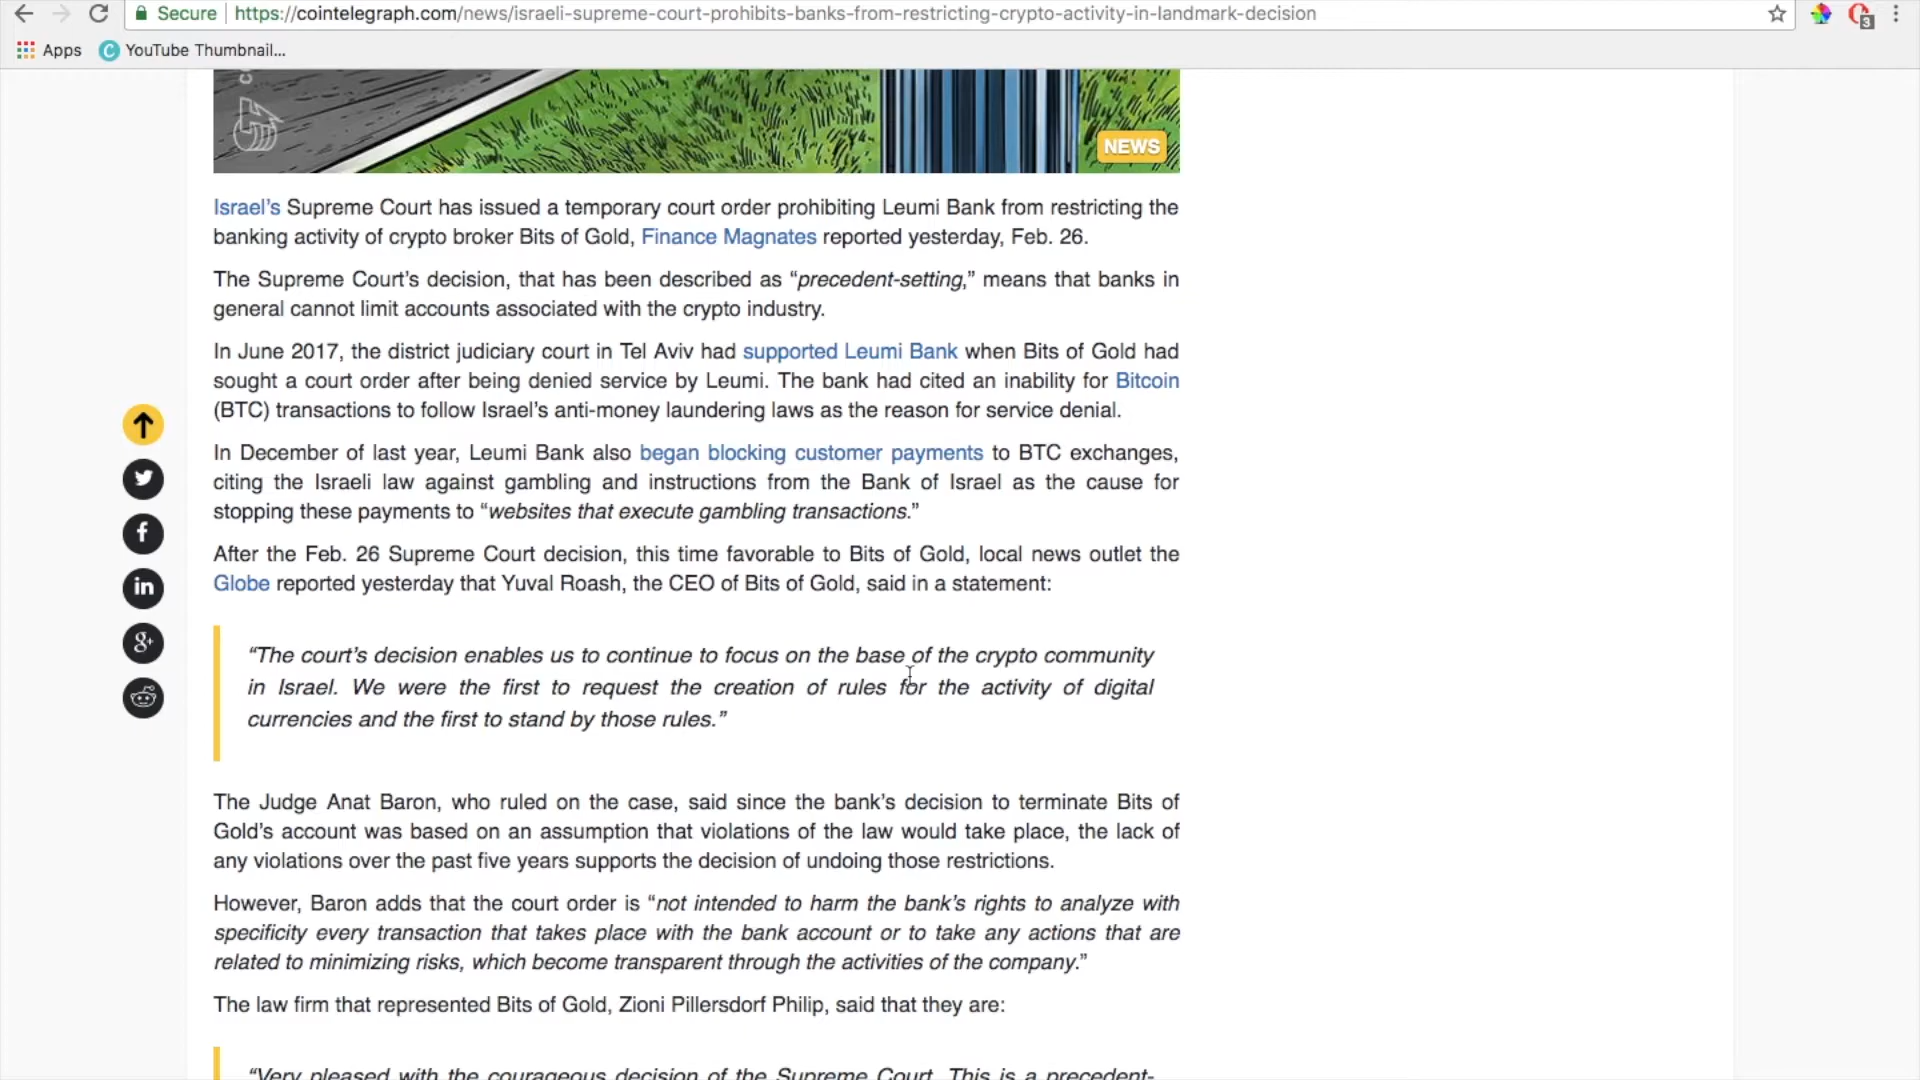 Secure https://cointelegraph.com/news/israeli-supreme-court-prohibits-banks-from-restricting-crypto-activity-in-landmark-decision
3
Apps C YouTube Thumbnail...
NEWS
Israel’s Supreme Court has issued a temporary court order prohibiting Leumi Bank from restricting the
banking activity of crypto broker Bits of Gold, Finance Magnates reported yesterday, Feb. 26.
The Supreme Court’s decision, that has been described as “precedent-setting,” means that banks in
general cannot limit accounts associated with the crypto industry.
In June 2017, the district judiciary court in Tel Aviv had supported Leumi Bank when Bits of Gold had
sought a court order after being denied service by Leumi. The bank had cited an inability for Bitcoin
(BTC) transactions to follow Israel’s anti-money laundering laws as the reason for service denial.
In December of last year, Leumi Bank also began blocking customer payments to BTC exchanges,
citing the Israeli law against gambling and instructions from the Bank of Israel as the cause for
stopping these payments to “websites that execute gambling transactions.”
After the Feb. 26 Supreme Court decision, this time favorable to Bits of Gold, local news outlet the
Globe reported yesterday that Yuval Roash, the CEO of Bits of Gold, said in a statement:
“The court’s decision enables us to continue to focus on the base of the crypto community
in Israel. We were the first to request the creation of rules for the activity of digital
currencies and the first to stand by those rules.”
The Judge Anat Baron, who ruled on the case, said since the bank’s decision to terminate Bits of
Gold’s account was based on an assumption that violations of the law would take place, the lack of
any violations over the past five years supports the decision of undoing those restrictions.
However, Baron adds that the court order is “not intended to harm the bank’s rights to analyze with
specificity every transaction that takes place with the bank account or to take any actions that are
related to minimizing risks, which become transparent through the activities of the company.”
The law firm that represented Bits of Gold, Zioni Pillersdorf Philip, said that they are:
“Very pleased with the courageous decision of the Supreme Court. This is a precedent-